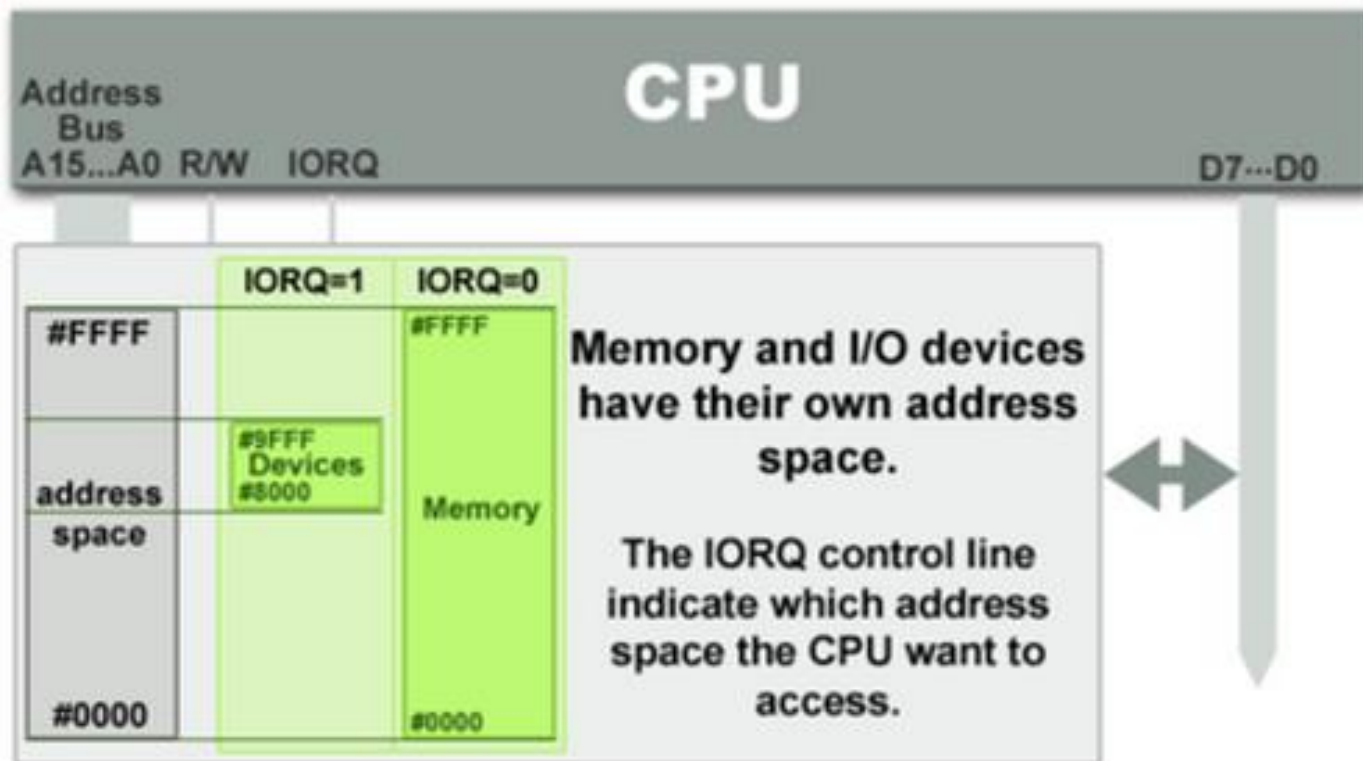 CPU
Address
Bus
A15...A0 R/W IORQ
D7...D0
IORQ=1 IORQ=0
#FFFF
#FFFF
#9FFF
Devices
#8000
address
space
Memory
#0000
#0000
Memory and I/O devices
have their own address
space.
The IORQ control line
indicate which address
space the CPU want to
access.